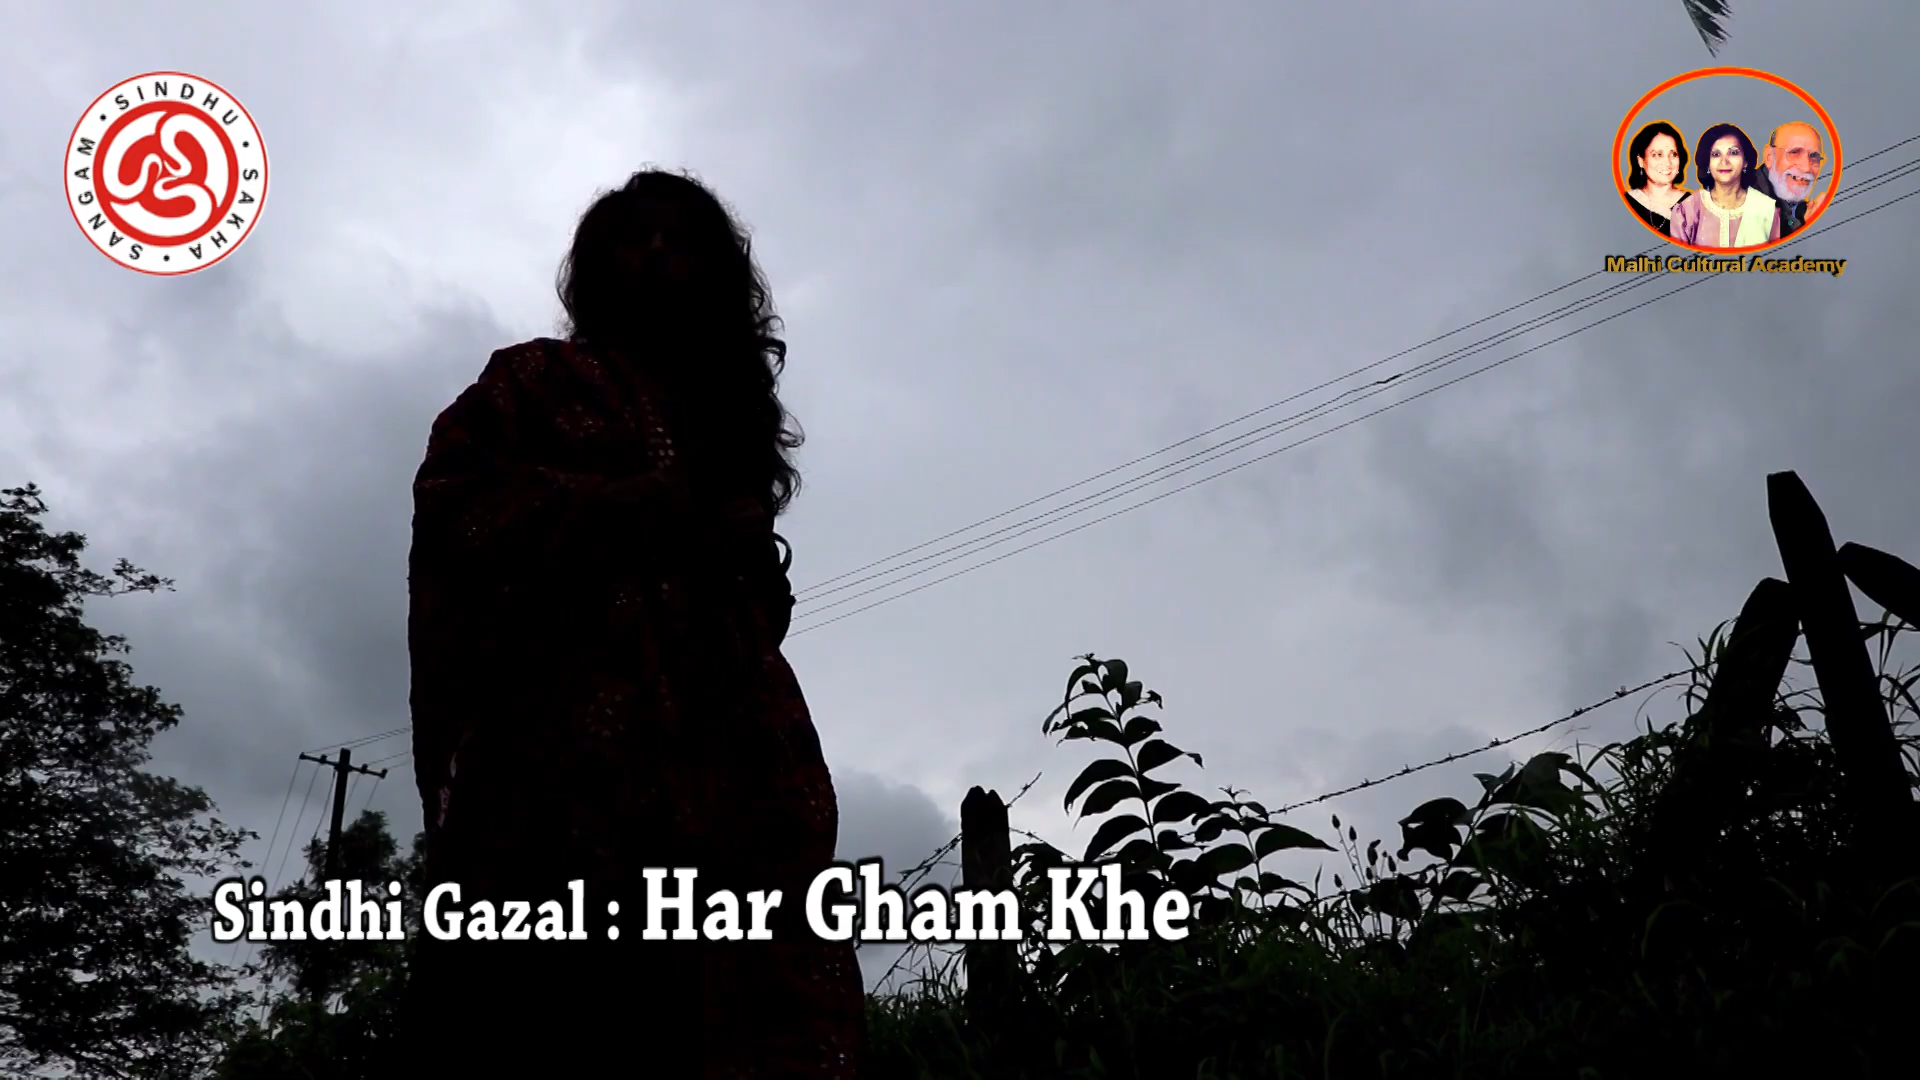 SINDHU • SAKHA • SANGAM •
Malhi Cultural Academy
Sindhi Gazal : Har Gham Khe